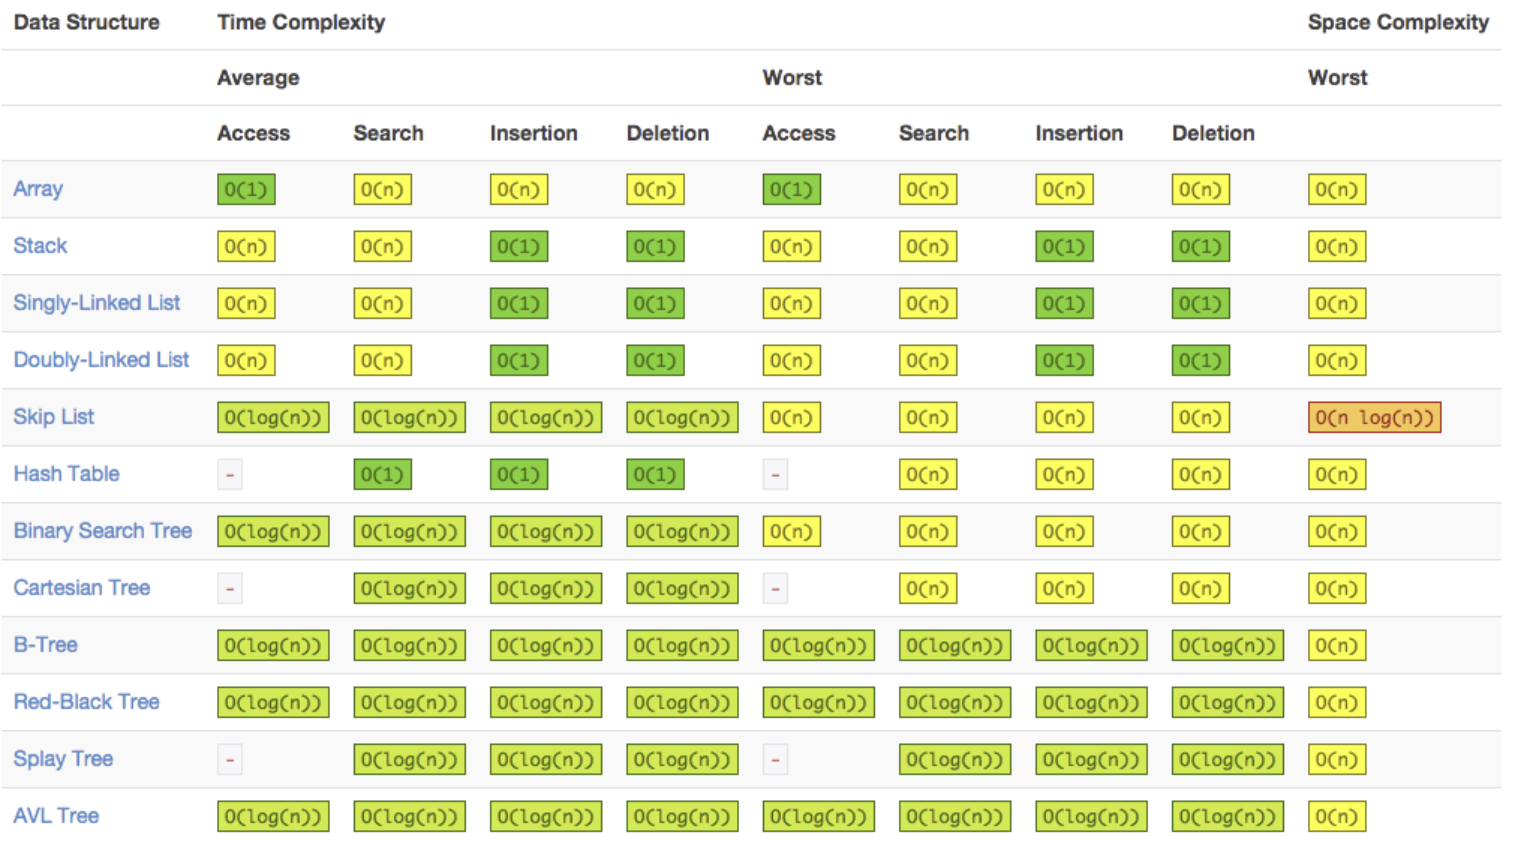 Data Structure Time Complexity Space Complexity
Average Worst Worst
Access Search Insertion Deletion Access Search Insertion Deletion
Array O(1) O(n) O(n) O(n) O(1) O(n) O(n) O(n) O(n)
Stack O(n) O(n) O(1) O(1) O(n) O(n) O(1) O(1) O(n)
Singly-Linked List O(n) O(n) O(1) O(1) O(n) O(n) O(1) O(1) O(n)
Doubly-Linked List O(n) O(n) O(1) O(1) O(n) O(n) O(1) O(1) O(n)
Skip List O(log(n)) O(log(n)) O(log(n)) O(log(n)) O(n) O(n) O(n) O(n) O(n log(n))
Hash Table - O(1) O(1) O(1) - O(n) O(n) O(n) O(n)
Binary Search Tree O(log(n)) O(log(n)) O(log(n)) O(log(n)) O(n) O(n) O(n) O(n) O(n)
Cartesian Tree - O(log(n)) O(log(n)) O(log(n)) - O(n) O(n) O(n) O(n)
B-Tree O(log(n)) O(log(n)) O(log(n)) O(log(n)) O(log(n)) O(log(n)) O(log(n)) O(log(n)) O(n)
Red-Black Tree O(log(n)) O(log(n)) O(log(n)) O(log(n)) O(log(n)) O(log(n)) O(log(n)) O(log(n)) O(n)
Splay Tree - O(log(n)) O(log(n)) O(log(n)) - O(log(n)) O(log(n)) O(log(n)) O(n)
AVL Tree O(log(n)) O(log(n)) O(log(n)) O(log(n)) O(log(n)) O(log(n)) O(log(n)) O(log(n)) O(n)